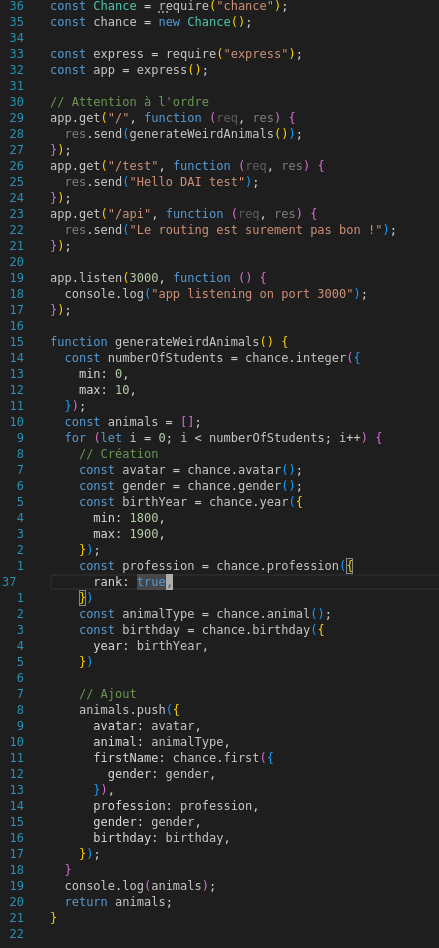 36 const Chance = require("chance");
35 const chance = new Chance();
34
33 const express = require("express");
32 const app = express();
31
30 // Attention à l'ordre
29 app.get("/", function (req, res) {
28   res.send(generateWeirdAnimals());
27 });
26 app.get("/test", function (req, res) {
25   res.send("Hello DAI test");
24 });
23 app.get("/api", function (req, res) {
22   res.send("Le routing est surement pas bon !");
21 });
20
19 app.listen(3000, function () {
18   console.log("app listening on port 3000");
17 });
16
15 function generateWeirdAnimals() {
14   const numberOfStudents = chance.integer({
13     min: 0,
12     max: 10,
11   });
10   const animals = [];
9   for (let i = 0; i < numberOfStudents; i++) {
8     // Création
7     const avatar = chance.avatar();
6     const gender = chance.gender();
5     const birthYear = chance.year({
4       min: 1800,
3       max: 1900,
2     });
1     const profession = chance.profession({
37       rank: true,
1     })
2     const animalType = chance.animal();
3     const birthday = chance.birthday({
4       year: birthYear,
5     })
6
7     // Ajout
8     animals.push({
9       avatar: avatar,
10       animal: animalType,
11       firstName: chance.first({
12         gender: gender,
13       }),
14       profession: profession,
15       gender: gender,
16       birthday: birthday,
17     });
18   }
19   console.log(animals);
20   return animals;
21 }
22